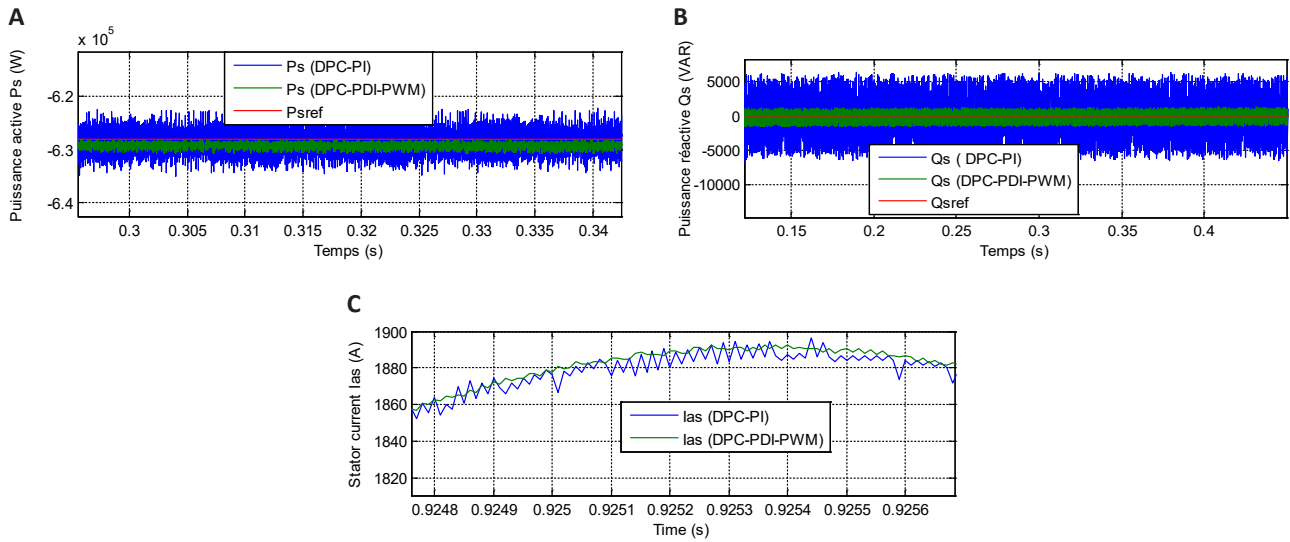 A
x 10^5
Puissance active Ps (W)
-6.2
-6.3
-6.4
Ps (DPC-PI)
Ps (DPC-PDI-PWM)
Psref
0.3 0.305 0.31 0.315 0.32 0.325 0.33 0.335 0.34
Temps (s)
B
Puissance réactive Qs (VAR)
5000
0
-5000
-10000
Qs ( DPC-PI)
Qs (DPC-PDI-PWM)
Qsref
0.15 0.2 0.25 0.3 0.35 0.4
Temps (s)
C
Stator current Ias (A)
1900
1880
1860
1840
1820
Ias (DPC-PI)
Ias (DPC-PDI-PWM)
0.9248 0.9249 0.925 0.9251 0.9252 0.9253 0.9254 0.9255 0.9256
Time (s)